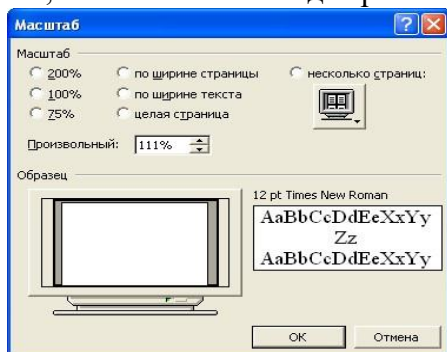 Масштаб
Масштаб
200% по ширине страницы несколько страниц:
100% по ширине текста
75% целая страница
Произвольный: 111%
Образец
12 pt Times New Roman
AaBbCcDdEeXxYy
Zz
AaBbCcDdEeXxYy
ОК Отмена